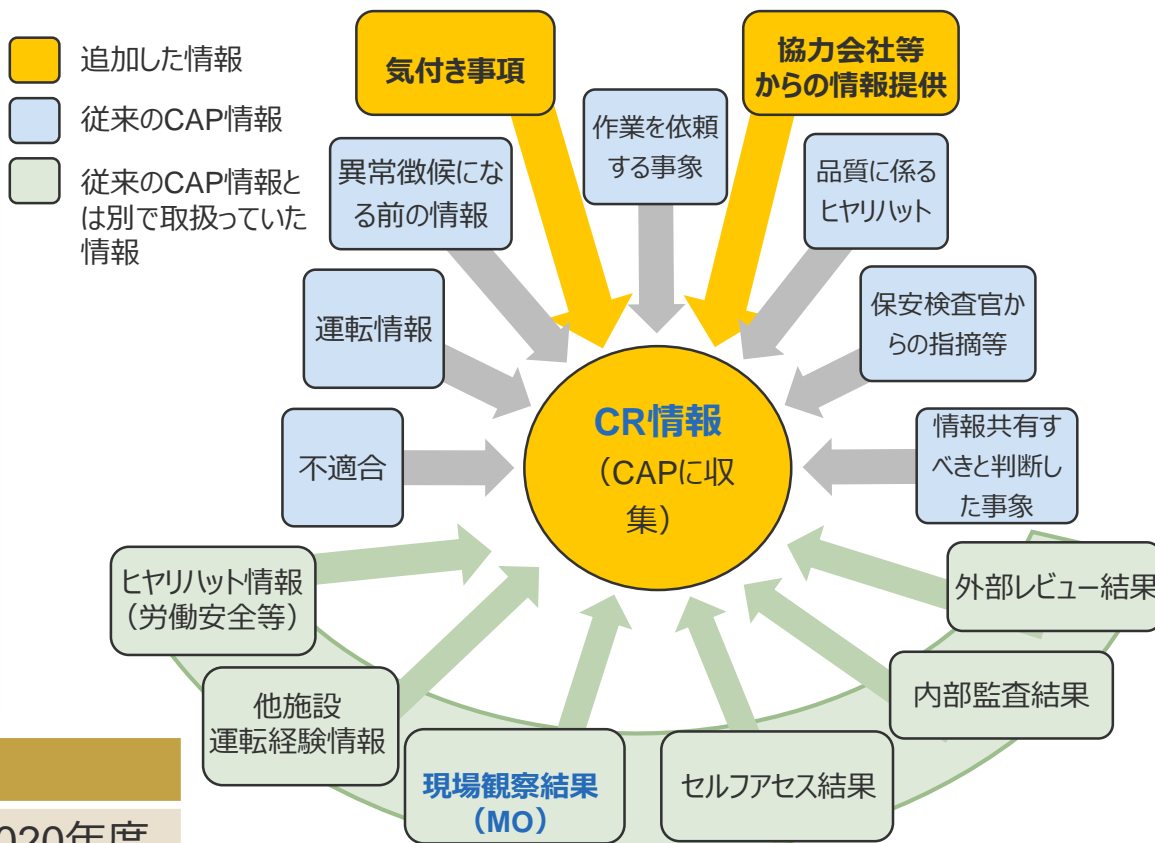 追加した情報
従来のCAP情報
従来のCAP情報と
は別で取扱っていた
情報
気付き事項
協力会社等
からの情報提供
作業を依頼
する事象
異常徴候にな
る前の情報
品質に係る
ヒヤリハット
運転情報
保安検査官か
らの指摘等
不適合
情報共有す
べきと判断し
た事象
CR情報
（CAPに収
集）
ヒヤリハット情報
（労働安全等）
外部レビュー結果
他施設
運転経験情報
内部監査結果
現場観察結果
（MO）
セルフアセス結果
020年度